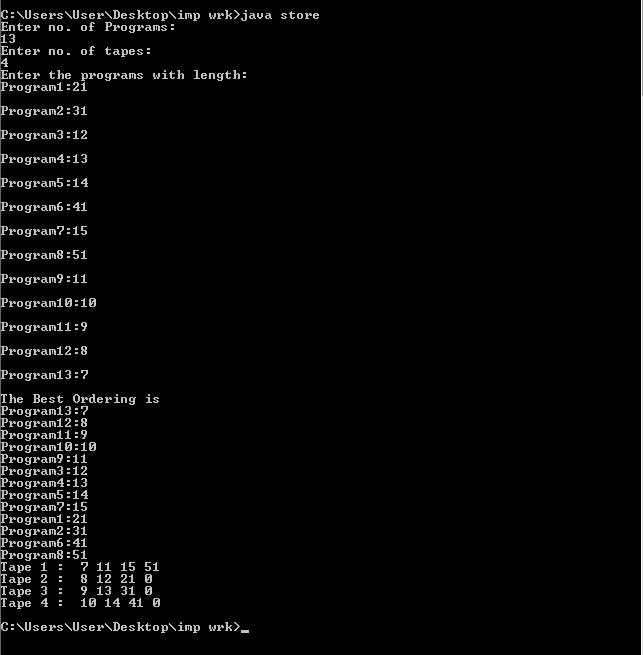 C:\Users\User\Desktop\imp wrk>java store
Enter no. of Programs:
13
Enter no. of tapes:
4
Enter the programs with length:
Program1:21
Program2:31
Program3:12
Program4:13
Program5:14
Program6:41
Program7:15
Program8:51
Program9:11
Program10:10
Program11:9
Program12:8
Program13:7
The Best Ordering is
Program13:7
Program12:8
Program11:9
Program10:10
Program9:11
Program3:12
Program4:13
Program5:14
Program7:15
Program1:21
Program2:31
Program6:41
Program8:51
Tape 1 :  7 11 15 51
Tape 2 :  8 12 21 0
Tape 3 :  9 13 31 0
Tape 4 :  10 14 41 0
C:\Users\User\Desktop\imp wrk>_